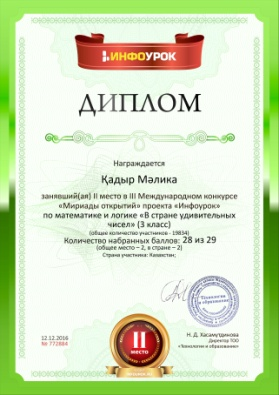 ИНФОУРОК
ДИПЛОМ
Награждается
Қадыр Мәлика
занявший(ая) II место в III Международном конкурсе
«Мириады открытий» проекта «Инфоурок»
по математике и логике «В стране удивительных
чисел» (3 класс)
(общее количество участников - 19834)
Количество набранных баллов: 28 из 29
(общее место – 2, в стране – 2)
Страна участника: Казахстан;
Технологии
и образование
Н. Д. Хасамутдинова
Директор ТОО
«Технологии и образование»
12.12.2016
№ 772884
II
место